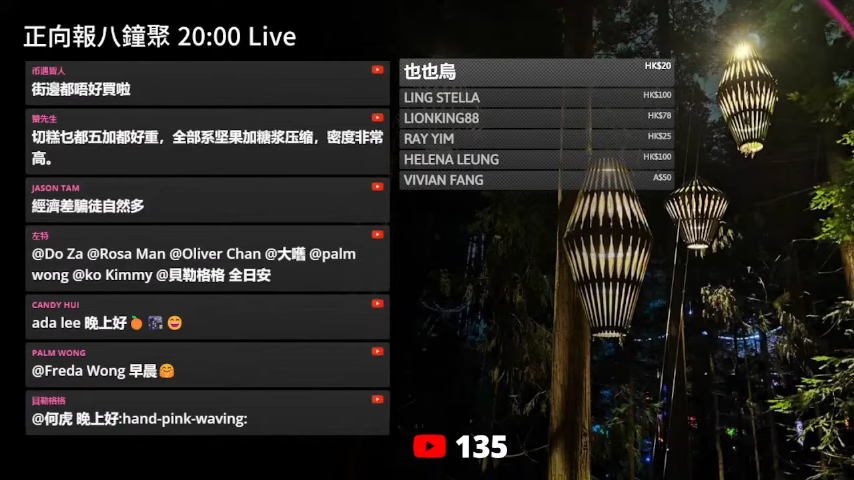 正向報八鐘聚 20:00 Live
街邊都唔好買啦
雙先生
切糕乜都五加都好重，全部系坚果加糖浆压缩，密度非常
高。
JASON TAM
經濟差騙徒自然多
左特
@Do Za @Rosa Man @Oliver Chan @大嚿 @palm
wong @ko Kimmy @貝勒格格 全日安
CANDY HUI
ada lee 晚上好
PALM WONG
@Freda Wong 早晨
貝勒格格
@何虎 晚上好:hand-pink-waving:
也也烏 HK$20
LING STELLA HK$100
LIONKING88 HK$78
RAY YIM HK$25
HELENA LEUNG HK$100
VIVIAN FANG A$50
135